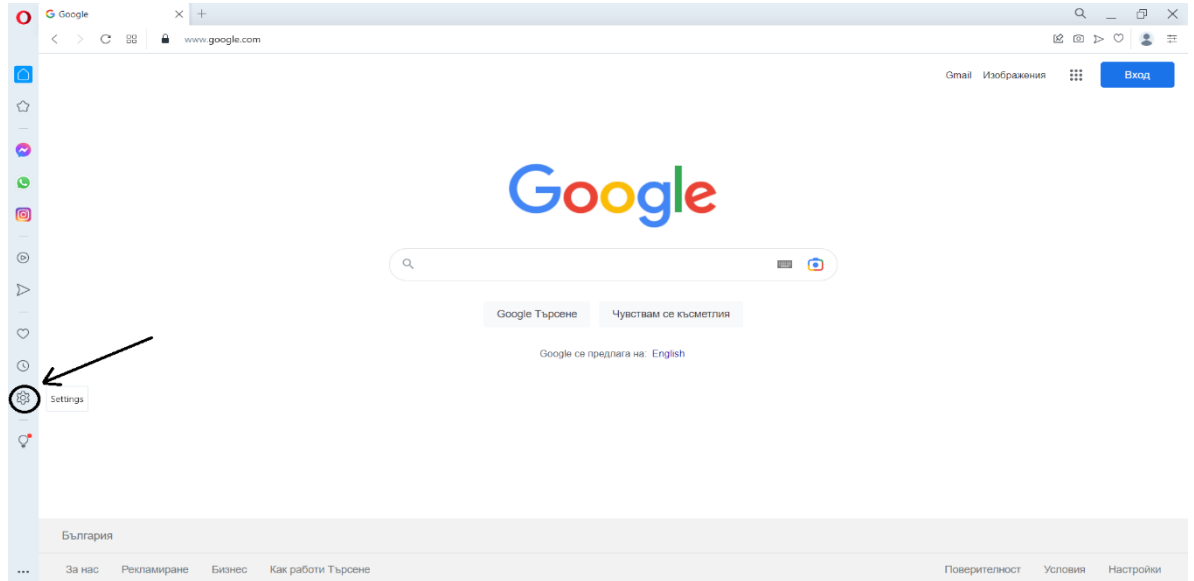 Google
www.google.com
Gmail Изображения Вход
Google
Google Търсене Чувствам се късметлия
Google се предлага на: English
Settings
България
За нас Рекламиране Бизнес Как работи Търсене Поверителност Условия Настройки